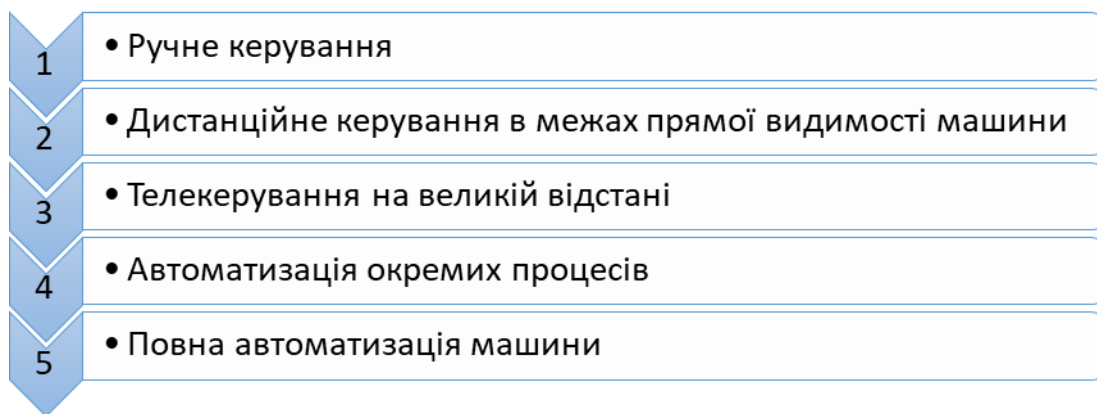 1 • Ручне керування
2 • Дистанційне керування в межах прямої видимості машини
3 • Телекерування на великій відстані
4 • Автоматизація окремих процесів
5 • Повна автоматизація машини